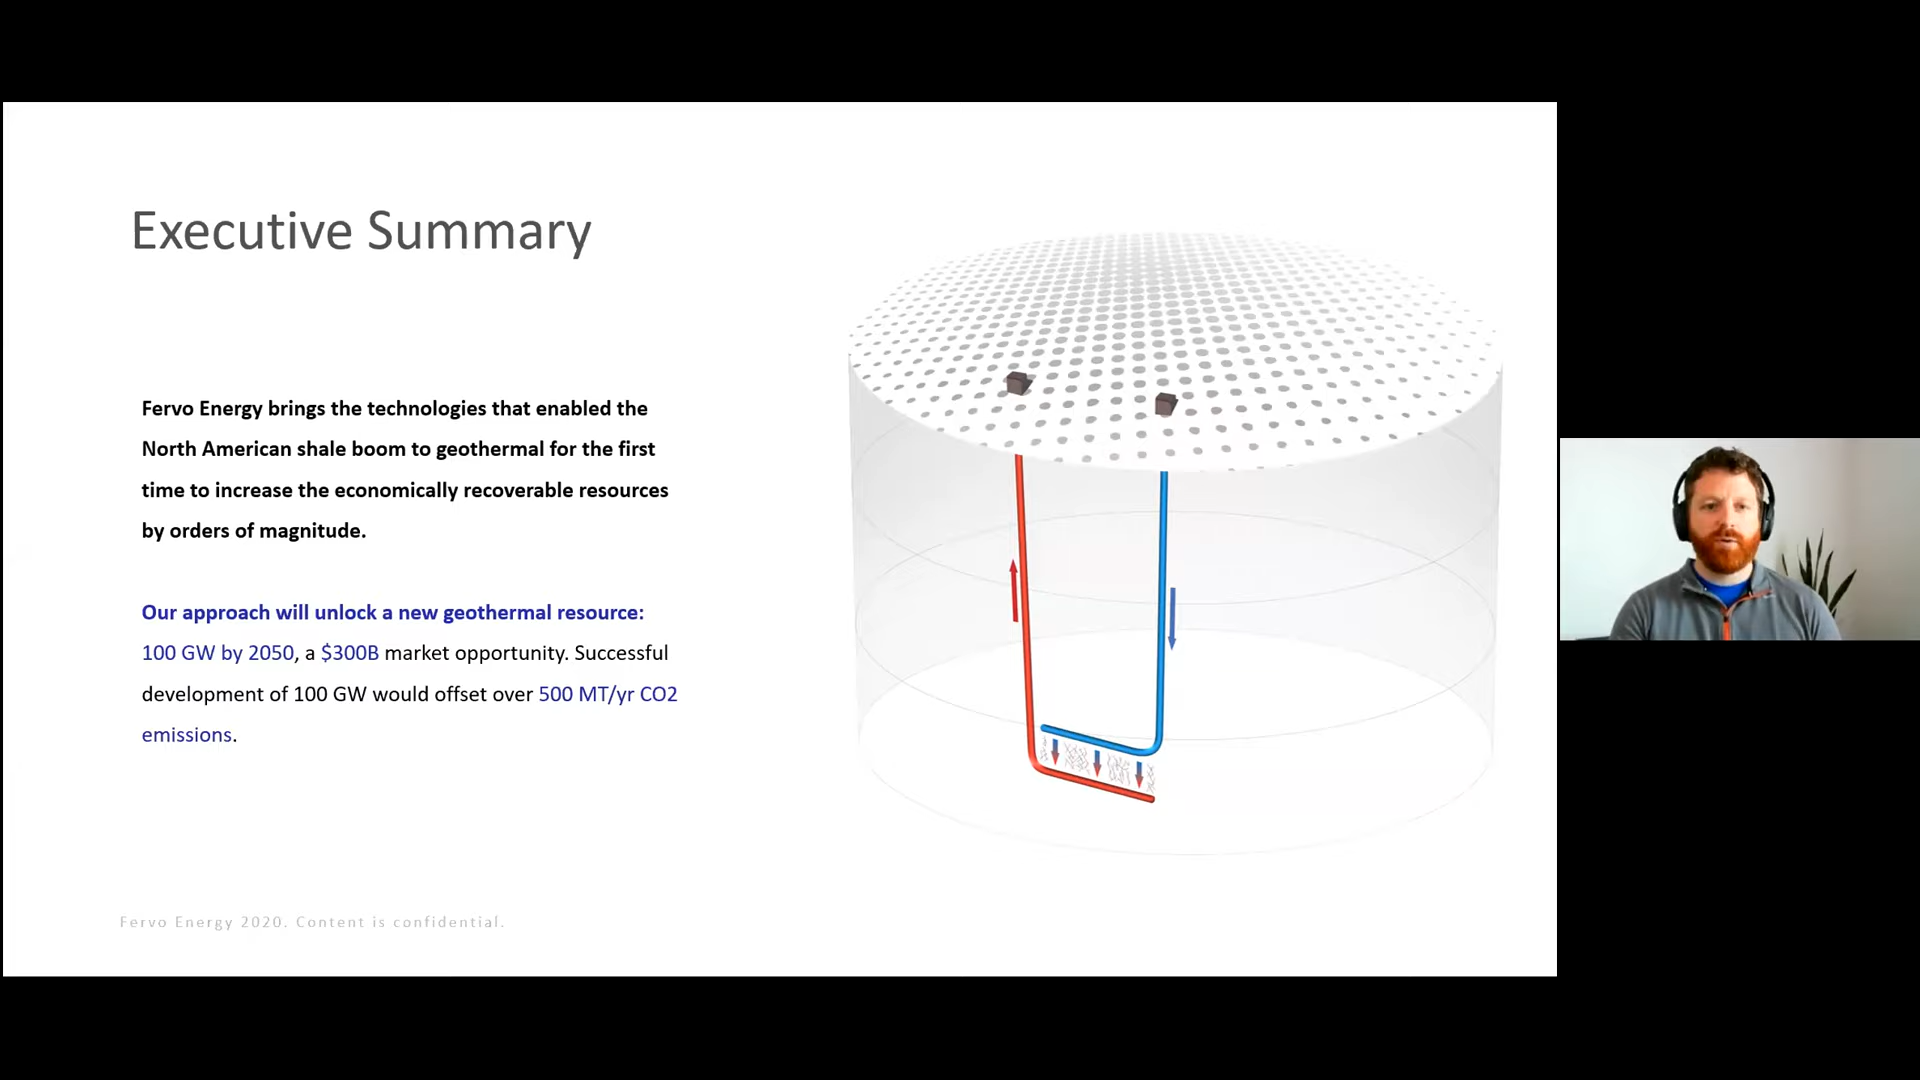 Executive Summary
Fervo Energy brings the technologies that enabled the
North American shale boom to geothermal for the first
time to increase the economically recoverable resources
by orders of magnitude.
Our approach will unlock a new geothermal resource:
100 GW by 2050, a $300B market opportunity. Successful
development of 100 GW would offset over 500 MT/yr CO2
emissions.
Fervo Energy 2020. Content is confidential.